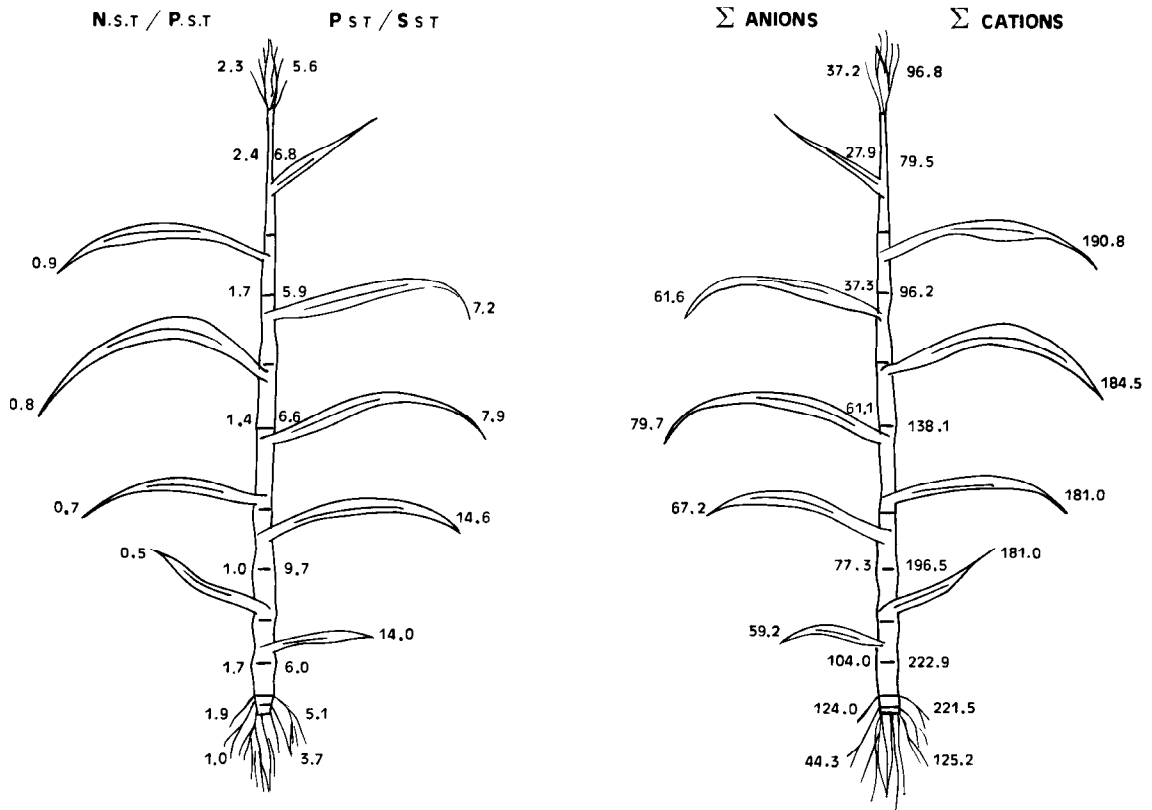 N.S.T / P.S.T P S T / S S T Σ ANIONS Σ CATIONS
2.3 5.6 37.2 96.8
2.4 6.8 27.9 79.5
0.9 190.8
1.7 5.9 7.2 61.6 37.3 96.2
0.8 184.5
1.4 6.6 7.9 79.7 61.1 138.1
0.7 14.6 67.2 181.0
0.5 181.0
1.0 9.7 77.3 196.5
14.0 59.2
1.7 6.0 104.0 222.9
1.9 5.1 124.0 221.5
1.0 3.7 44.3 125.2